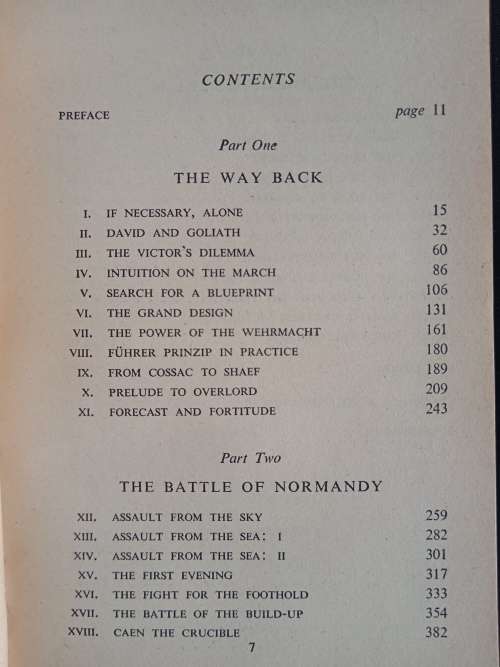 CONTENTS
PREFACE page 11
Part One
THE WAY BACK
I. IF NECESSARY, ALONE 15
II. DAVID AND GOLIATH 32
III. THE VICTOR'S DILEMMA 60
IV. INTUITION ON THE MARCH 86
V. SEARCH FOR A BLUEPRINT 106
VI. THE GRAND DESIGN 131
VII. THE POWER OF THE WEHRMACHT 161
VIII. FÜHRER PRINZIP IN PRACTICE 180
IX. FROM COSSAC TO SHAEF 189
X. PRELUDE TO OVERLORD 209
XI. FORECAST AND FORTITUDE 243
Part Two
THE BATTLE OF NORMANDY
XII. ASSAULT FROM THE SKY 259
XIII. ASSAULT FROM THE SEA: I 282
XIV. ASSAULT FROM THE SEA: II 301
XV. THE FIRST EVENING 317
XVI. THE FIGHT FOR THE FOOTHOLD 333
XVII. THE BATTLE OF THE BUILD-UP 354
XVIII. CAEN THE CRUCIBLE 382
7